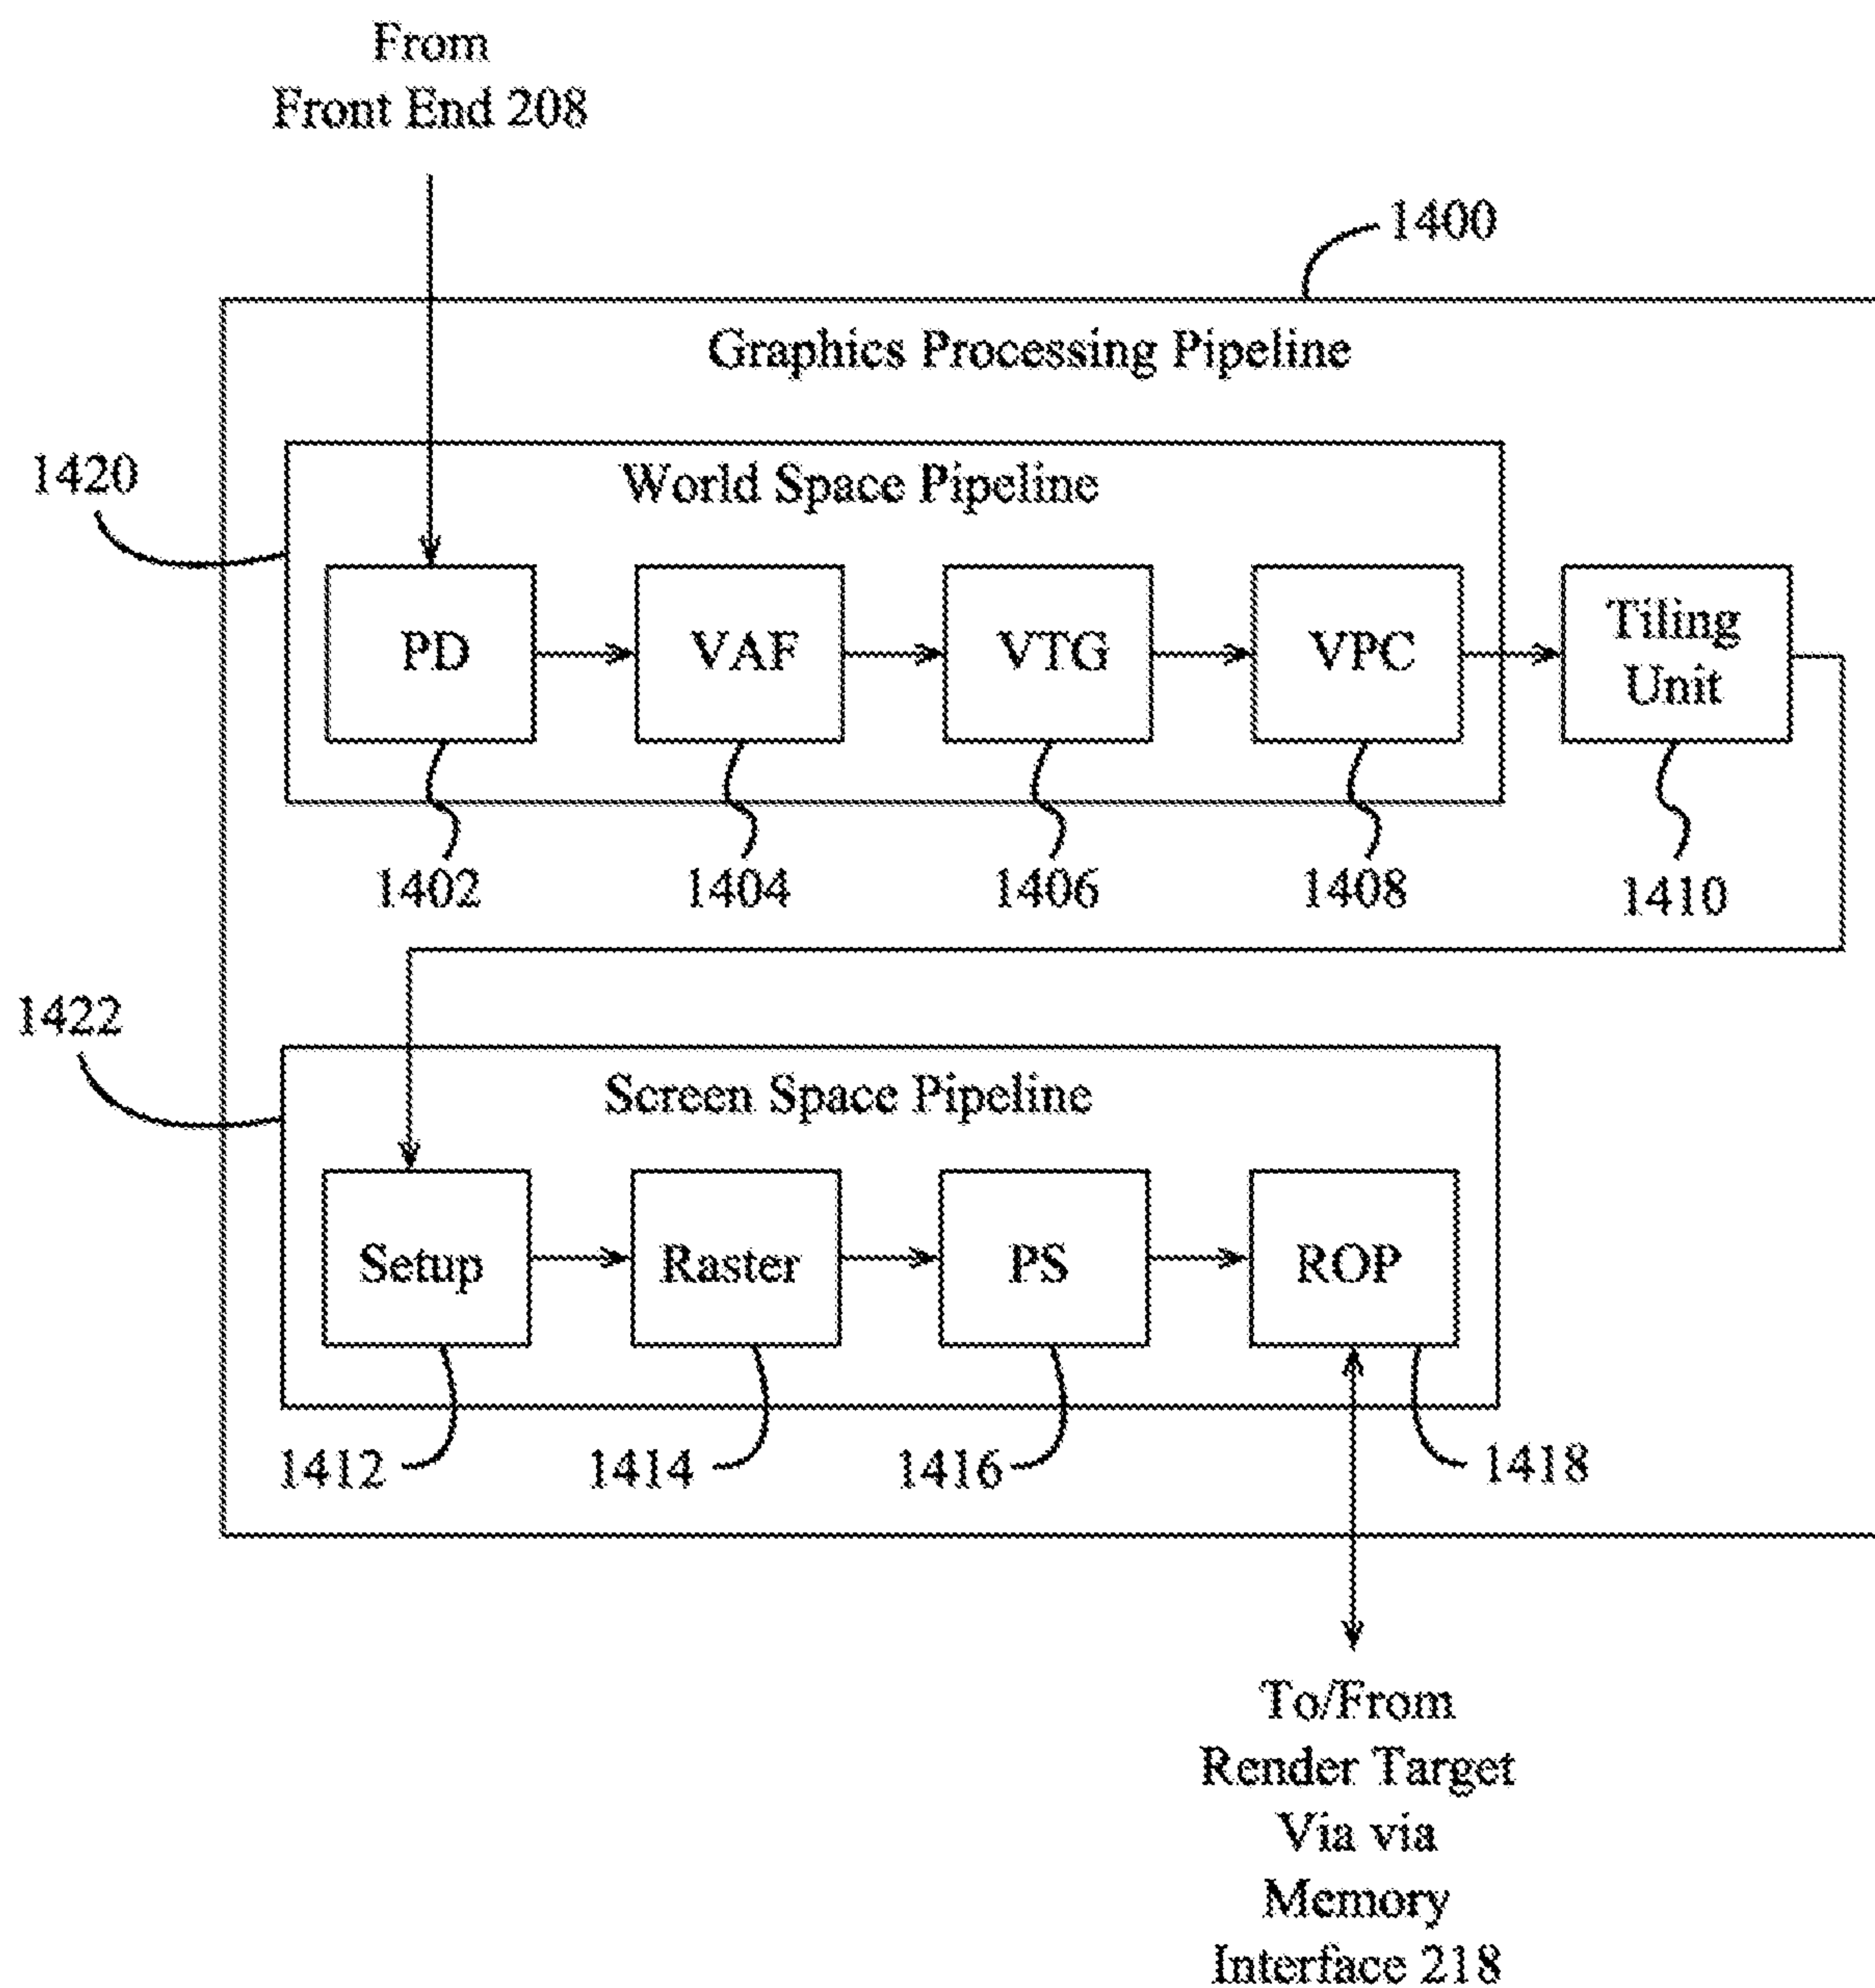 From
Front End 208
1400
Graphics Processing Pipeline
1420
World Space Pipeline
PD
VAF
VTG
VPC
Tiling
Unit
1402
1404
1406
1408
1410
1422
Screen Space Pipeline
Setup
Raster
PS
ROP
1412
1414
1416
1418
To/From
Render Target
Via via
Memory
Interface 218